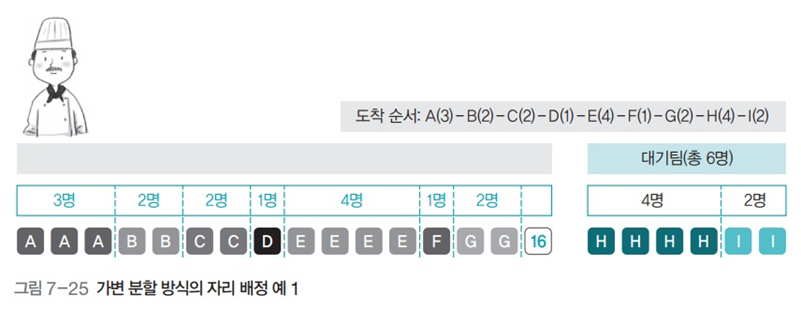 도착 순서: A(3)-B(2)-C(2)-D(1)-E(4)-F(1)-G(2)-H(4)-I(2)
대기팀(총 6명)
3명 2명 2명 1명 4명 1명 2명 4명 2명
A A A B B C C D E E E E F G G 16 H H H H I I
그림 7-25 가변 분할 방식의 자리 배정 예 1